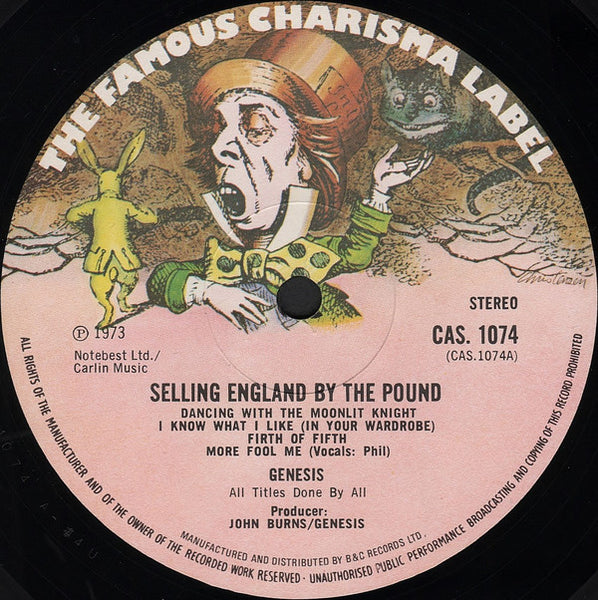 THE FAMOUS CHARISMA LABEL
Christensen
STEREO
CAS. 1074
(CAS.1074A)
Ⓟ 1973
Notebest Ltd./
Carlin Music
SELLING ENGLAND BY THE POUND
DANCING WITH THE MOONLIT KNIGHT
I KNOW WHAT I LIKE (IN YOUR WARDROBE)
FIRTH OF FIFTH
MORE FOOL ME (Vocals: Phil)
GENESIS
All Titles Done By All
Producer:
JOHN BURNS/GENESIS
MANUFACTURED AND DISTRIBUTED BY B&C RECORDS LTD,
ALL RIGHTS OF THE MANUFACTURER AND OF THE OWNER OF THE RECORDED WORK RESERVED · UNAUTHORISED PUBLIC PERFORMANCE BROADCASTING AND COPYING OF THIS RECORD PROHIBITED